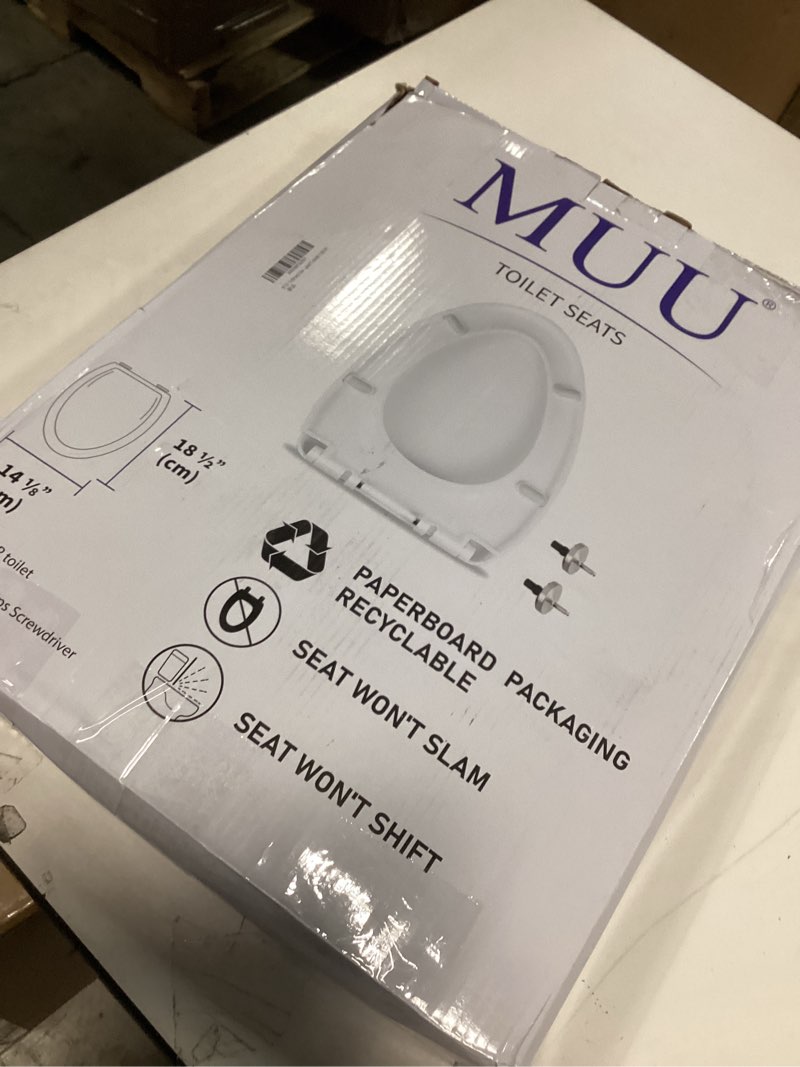 MUU®
TOILET SEATS
18 ½"
(cm)
14 ⅛"
toilet
Screwdriver
PAPERBOARD PACKAGING
RECYCLABLE
SEAT WON'T SLAM
SEAT WON'T SHIFT